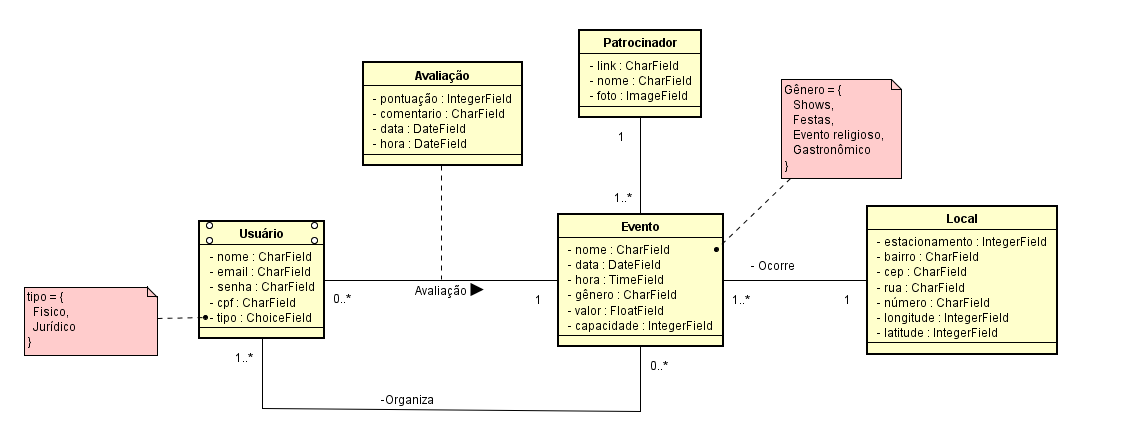 Patrocinador
- link : CharField
- nome : CharField
- foto : ImageField
Avaliação
- pontuação : IntegerField
- comentario : CharField
- data : DateField
- hora : DateField
Gênero = {
Shows,
Festas,
Evento religioso,
Gastronômico
}
1
1..*
Usuário
- nome : CharField
- email : CharField
- senha : CharField
- cpf : CharField
- tipo : ChoiceField
Evento
- nome : CharField
- data : DateField
- hora : TimeField
- gênero : CharField
- valor : FloatField
- capacidade : IntegerField
Local
- estacionamento : IntegerField
- bairro : CharField
- cep : CharField
- rua : CharField
- número : CharField
- longitude : IntegerField
- latitude : IntegerField
- Ocorre
1..*
1
Avaliação
0..*
1
tipo = {
Fisico,
Jurídico
}
1..*
0..*
-Organiza